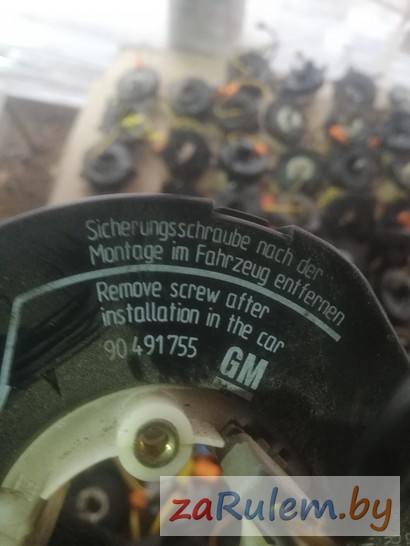 Sicherungsschraube nach der
Montage im Fahrzeug entfernen
Remove screw after
installation in the car
90 491755 GM
zaRulem.by